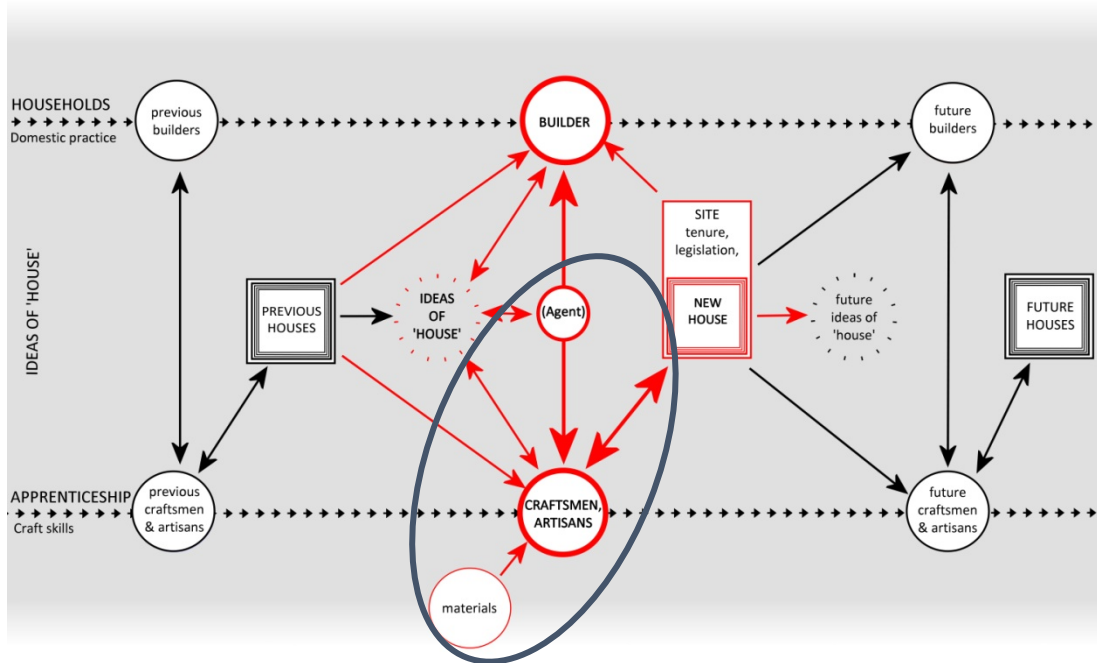 HOUSEHOLDS
Domestic practice
previous
builders
BUILDER
future
builders
IDEAS OF 'HOUSE'
PREVIOUS
HOUSES
IDEAS
OF
'HOUSE'
(Agent)
SITE
tenure,
legislation,
NEW
HOUSE
future
ideas of
'house'
FUTURE
HOUSES
APPRENTICESHIP
Craft skills
previous
craftsmen
& artisans
CRAFTSMEN,
ARTISANS
future
craftsmen
& artisans
materials